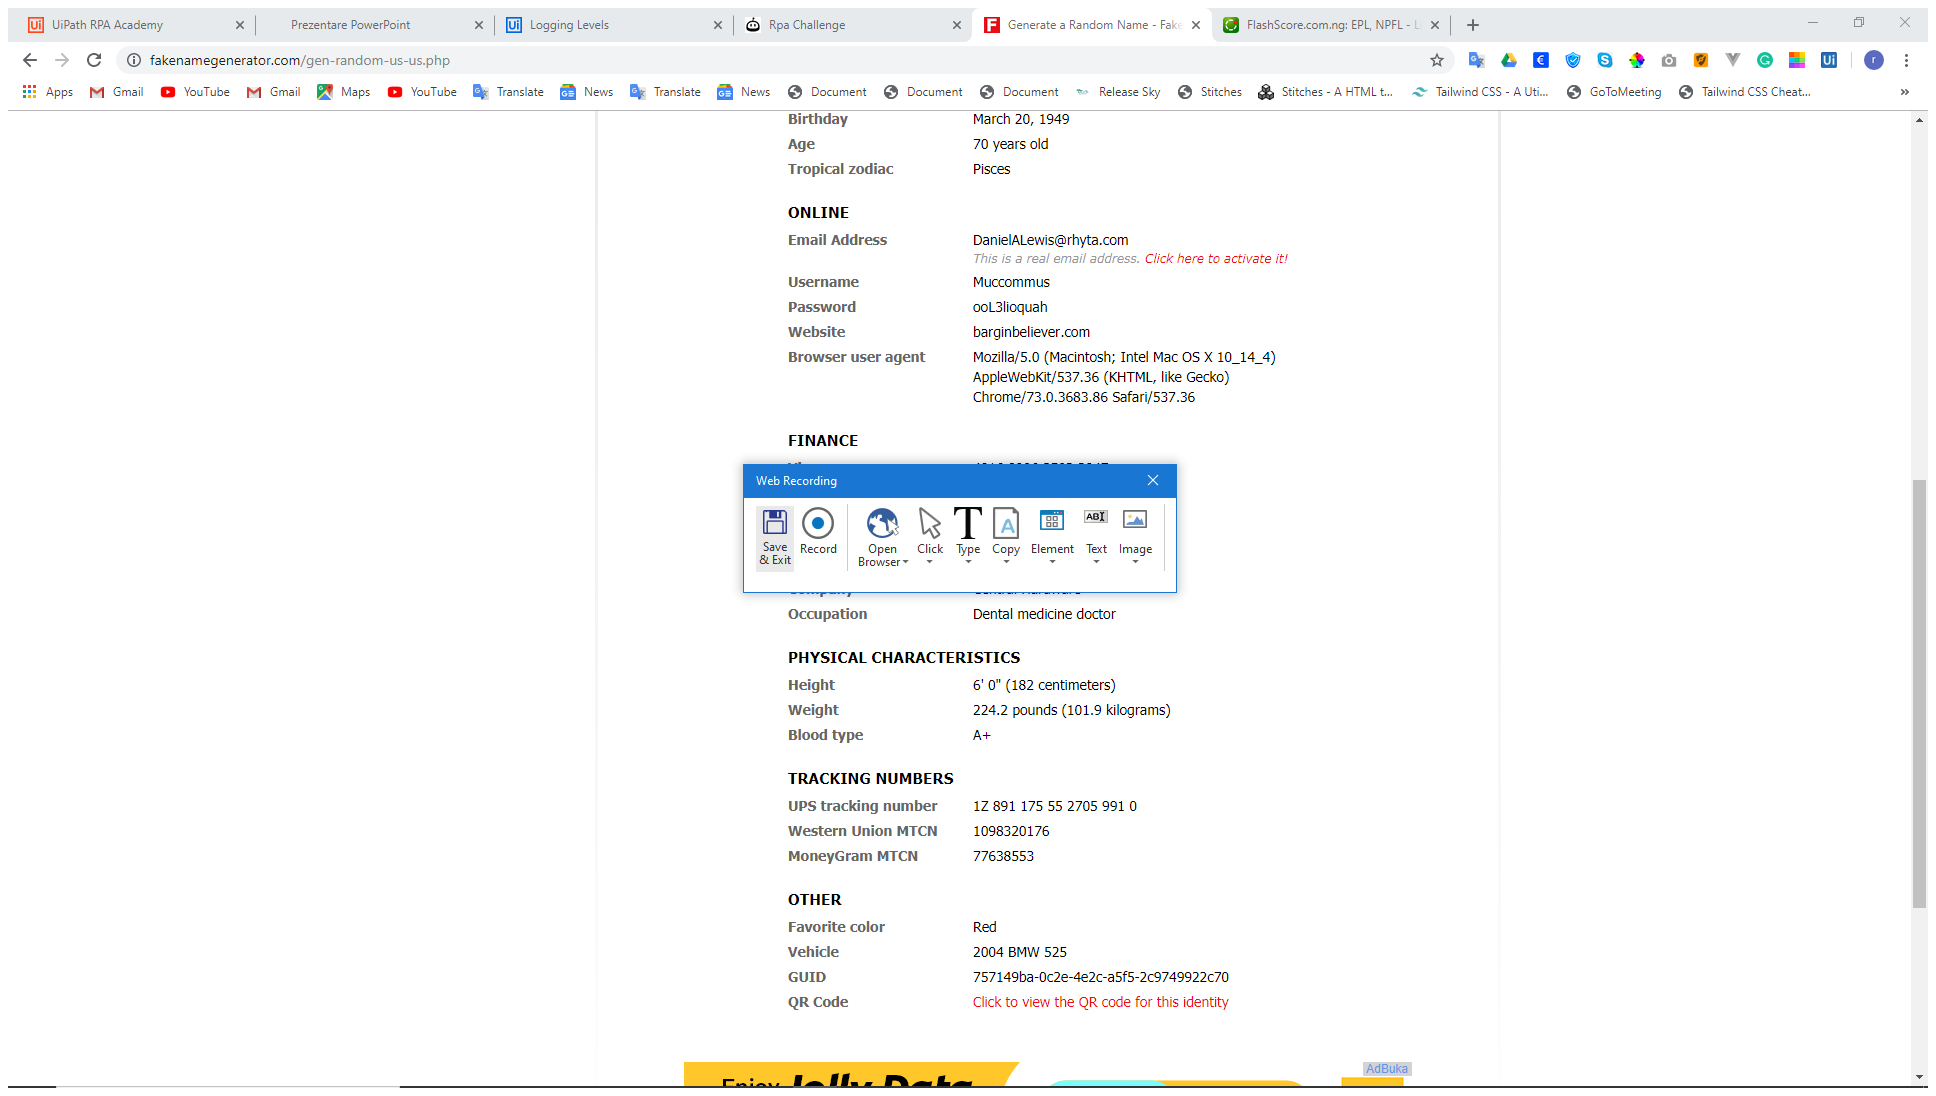 UiPath RPA Academy
Prezentare PowerPoint
Logging Levels
Rpa Challenge
Generate a Random Name - Fake
FlashScore.com.ng: EPL, NPFL - L
fakenamegenerator.com/gen-random-us-us.php
Apps Gmail YouTube Gmail Maps YouTube Translate News Translate News Document Document Document Release Sky Stitches Stitches - A HTML t... Tailwind CSS - A Uti... GoToMeeting Tailwind CSS Cheat... »
Birthday March 20, 1949
Age 70 years old
Tropical zodiac Pisces
ONLINE
Email Address DanielALewis@rhyta.com
This is a real email address. Click here to activate it!
Username Muccommus
Password ooL3lioquah
Website barginbeliever.com
Browser user agent Mozilla/5.0 (Macintosh; Intel Mac OS X 10_14_4)
AppleWebKit/537.36 (KHTML, like Gecko)
Chrome/73.0.3683.86 Safari/537.36
FINANCE
Web Recording
Save & Exit
Record
Open Browser
Click
Type
Copy
Element
Text
Image
Company
Occupation Dental medicine doctor
PHYSICAL CHARACTERISTICS
Height 6' 0" (182 centimeters)
Weight 224.2 pounds (101.9 kilograms)
Blood type A+
TRACKING NUMBERS
UPS tracking number 1Z 891 175 55 2705 991 0
Western Union MTCN 1098320176
MoneyGram MTCN 77638553
OTHER
Favorite color Red
Vehicle 2004 BMW 525
GUID 757149ba-0c2e-4e2c-a5f5-2c9749922c70
QR Code Click to view the QR code for this identity
AdBuka
Enjoy Jolly Data